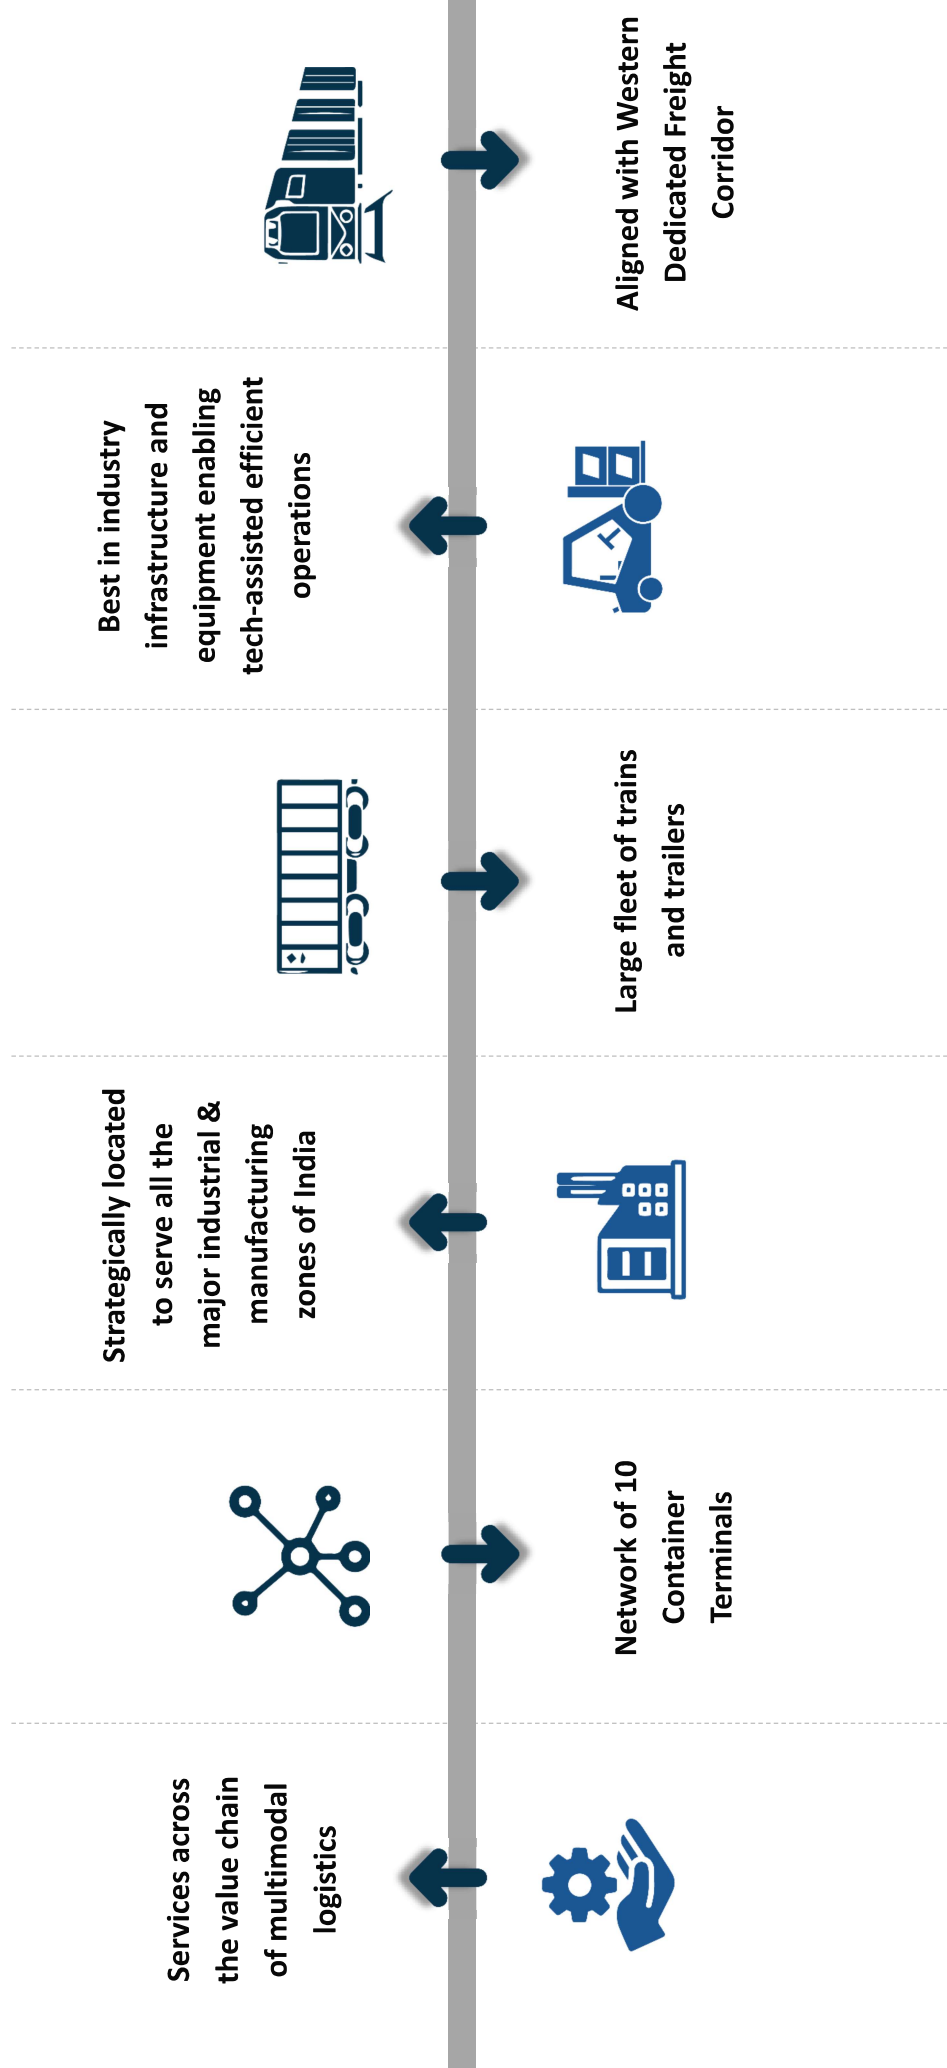 Services across
the value chain
of multimodal
logistics
Network of 10
Container
Terminals
Strategically located
to serve all the
major industrial &
manufacturing
zones of India
Large fleet of trains
and trailers
Best in industry
infrastructure and
equipment enabling
tech-assisted efficient
operations
Aligned with Western
Dedicated Freight
Corridor